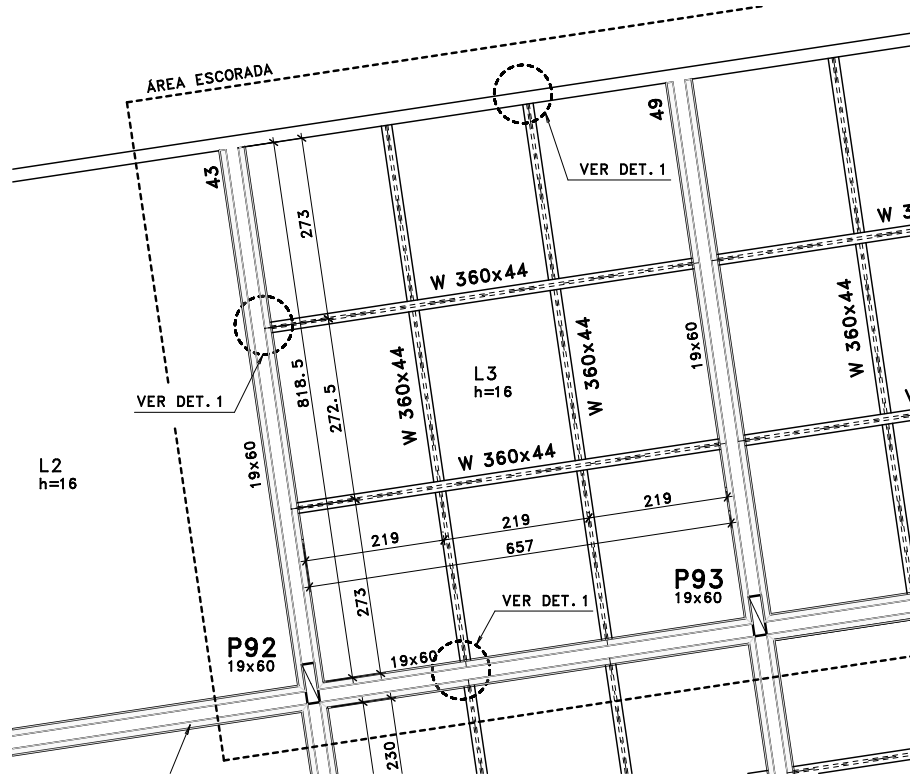 ÁREA ESCORADA
49
VER DET.1
43
273
W 3
W 360x44
19x60
W 360x44
W 360x44
W 360x44
L3
h=16
818.5
272.5
VER DET.1
19x60
L2
h=16
W 360x44
219
219
219
657
P93
19x60
273
VER DET.1
P92
19x60
19x60
230